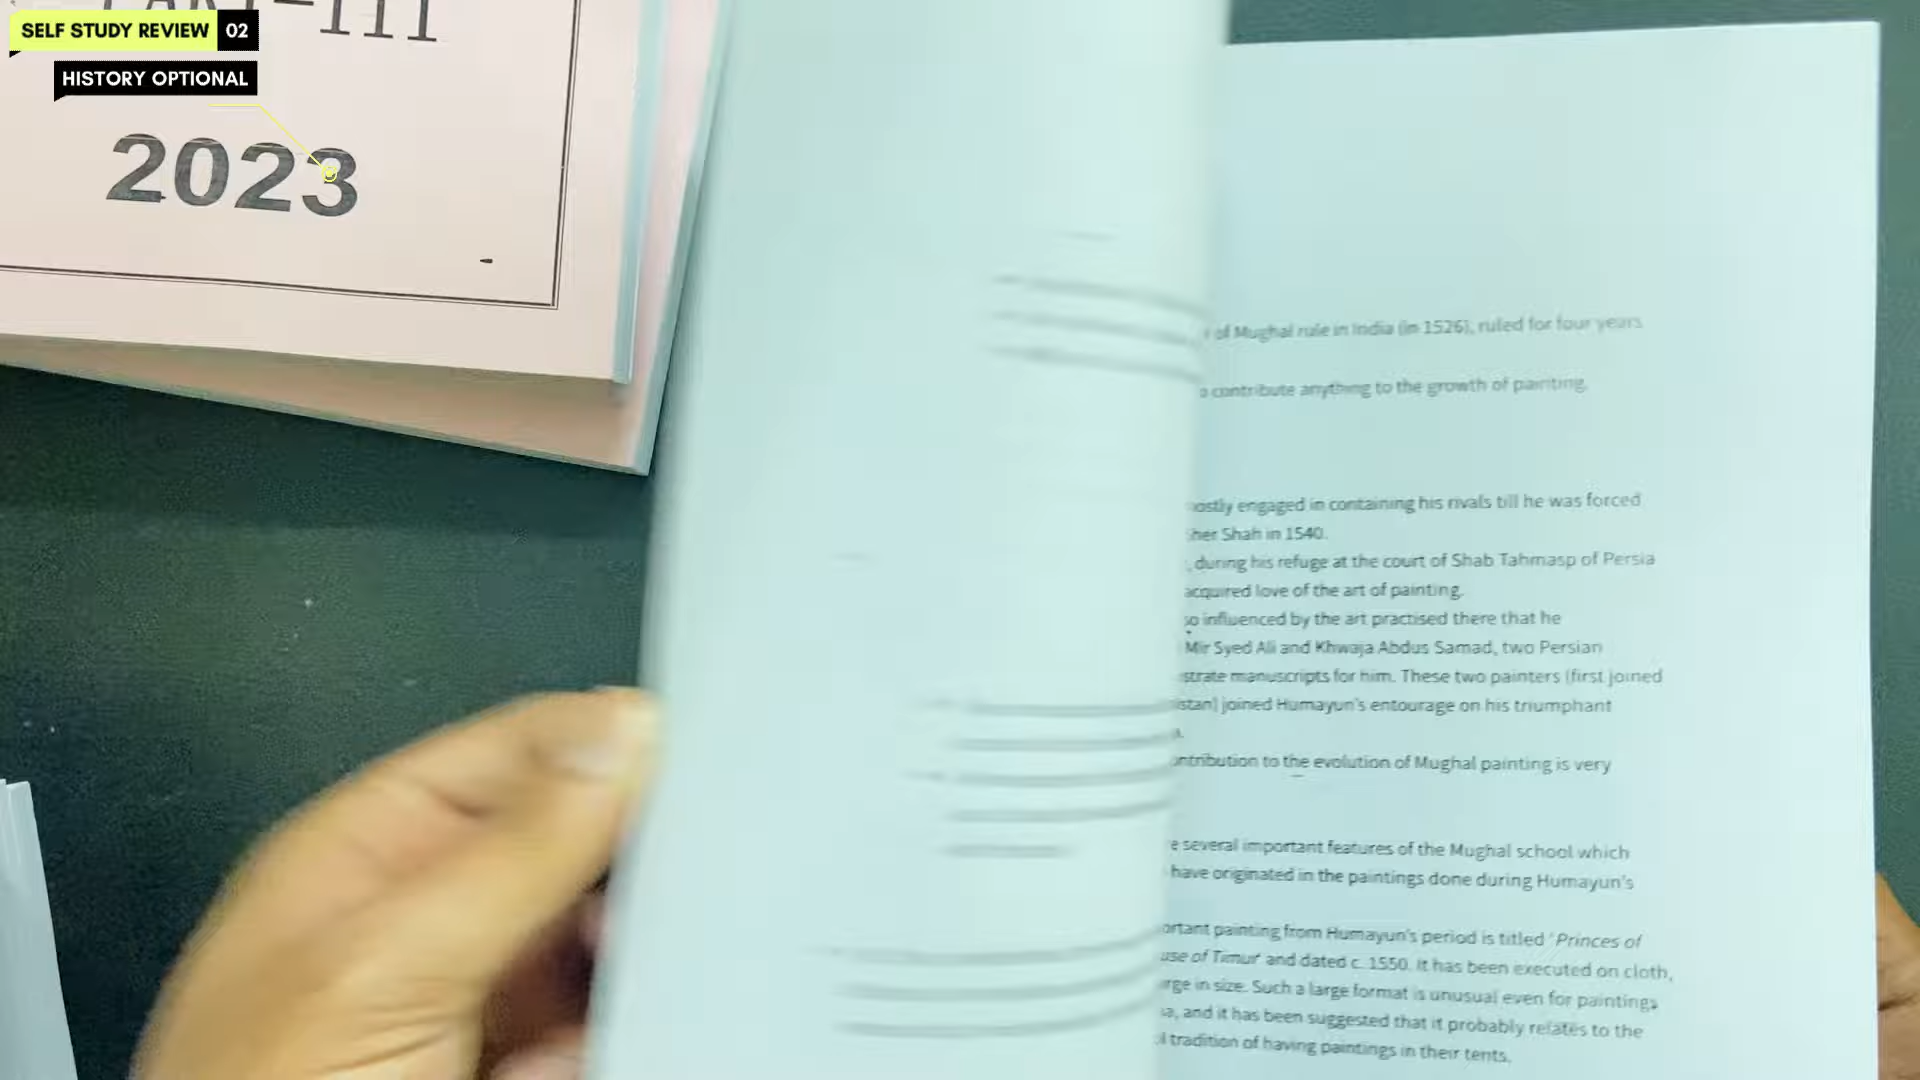 SELF STUDY REVIEW 02
HISTORY OPTIONAL
PART-III
2023
of Mughal rule in India (in 1526), ruled for four years
contribute anything to the growth of painting.
engaged in containing his rivals till he was forced
Shah in 1540.
during his refuge at the court of Shab Tahmasp of Persia
acquired love of the art of painting.
so influenced by the art practised there that he
Mir Syed Ali and Khwaja Abdus Samad, two Persian
manuscripts for him. These two painters (first joined
joined Humayun's entourage on his triumphant
to the evolution of Mughal painting is very
several important features of the Mughal school which
have originated in the paintings done during Humayun's
painting from Humayun's period is titled 'Princes of
of Timur' and dated c. 1550. It has been executed on cloth,
in size. Such a large format is unusual even for paintings
and it has been suggested that it probably relates to the
tradition of having paintings in their tents.